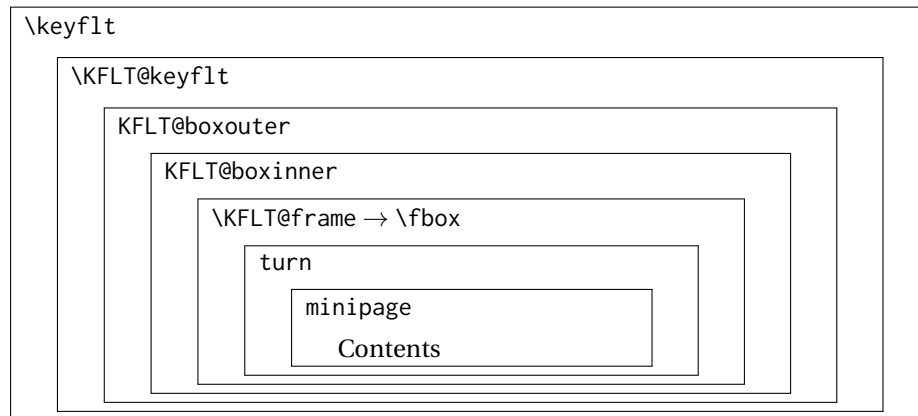 \keyflt
\KFLT@keyflt
KFLT@boxouter
KFLT@boxinner
\KFLT@frame → \fbox
turn
minipage
Contents